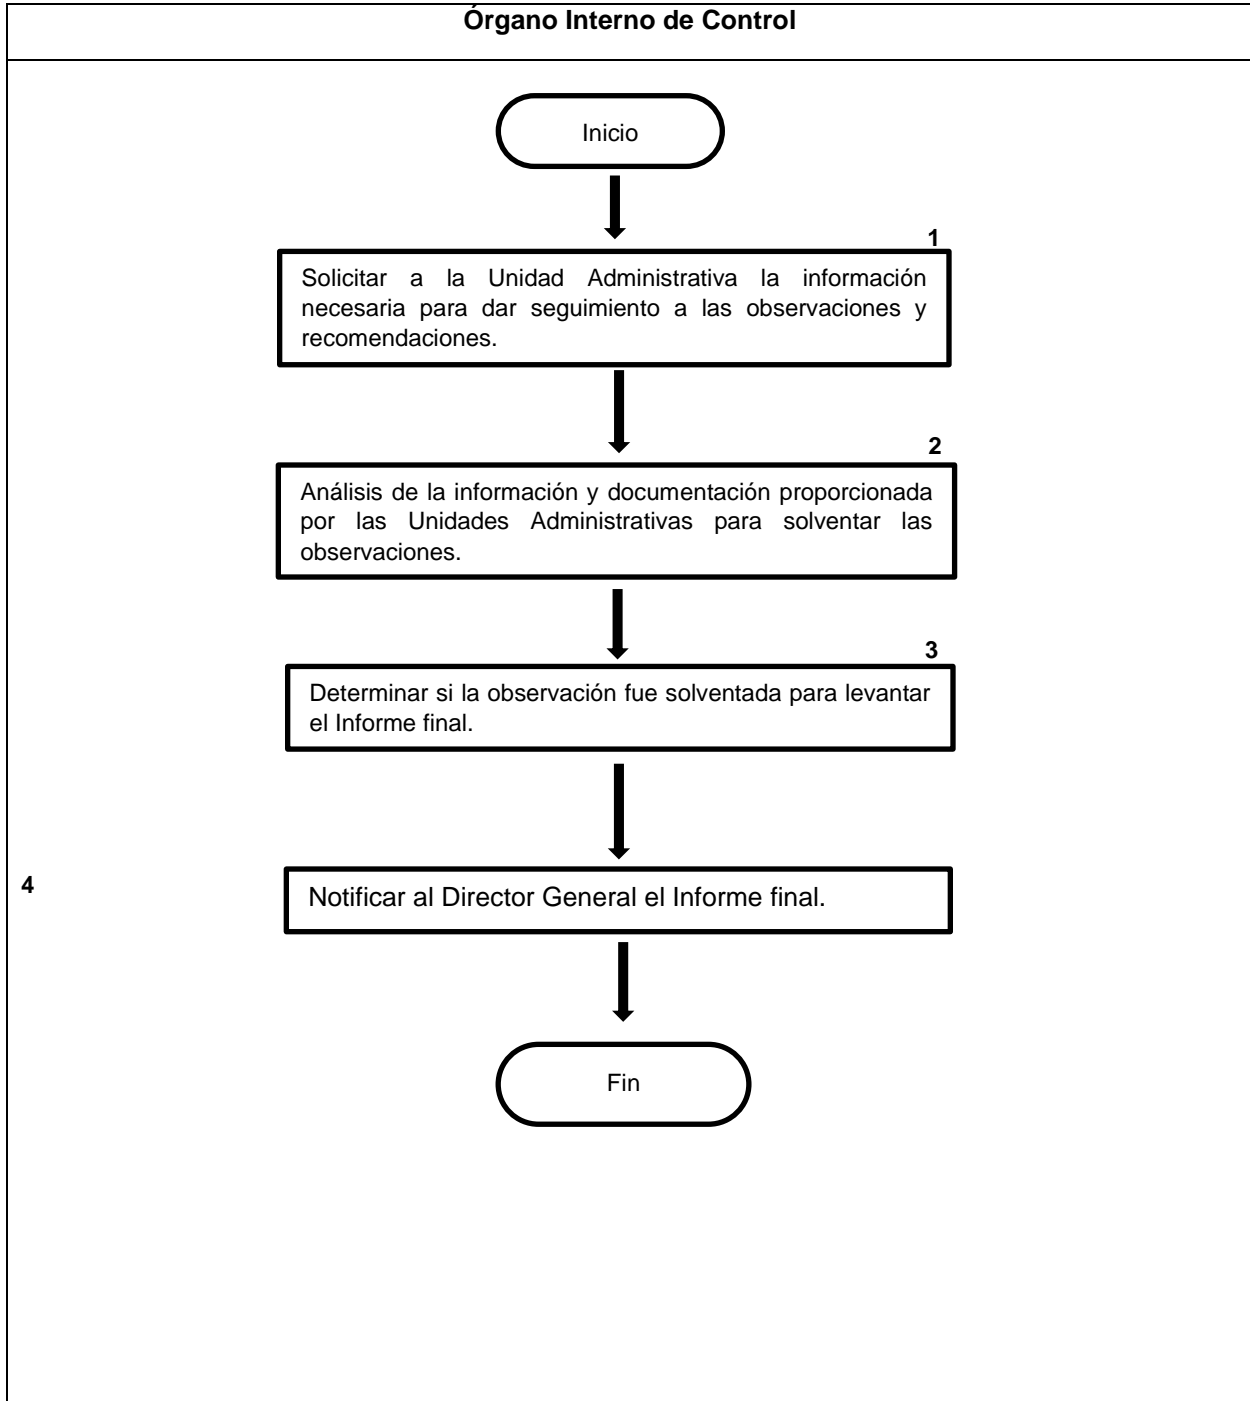 Órgano Interno de Control
Inicio
1
Solicitar a la Unidad Administrativa la información
necesaria para dar seguimiento a las observaciones y
recomendaciones.
2
Análisis de la información y documentación proporcionada
por las Unidades Administrativas para solventar las
observaciones.
3
Determinar si la observación fue solventada para levantar
el Informe final.
4
Notificar al Director General el Informe final.
Fin